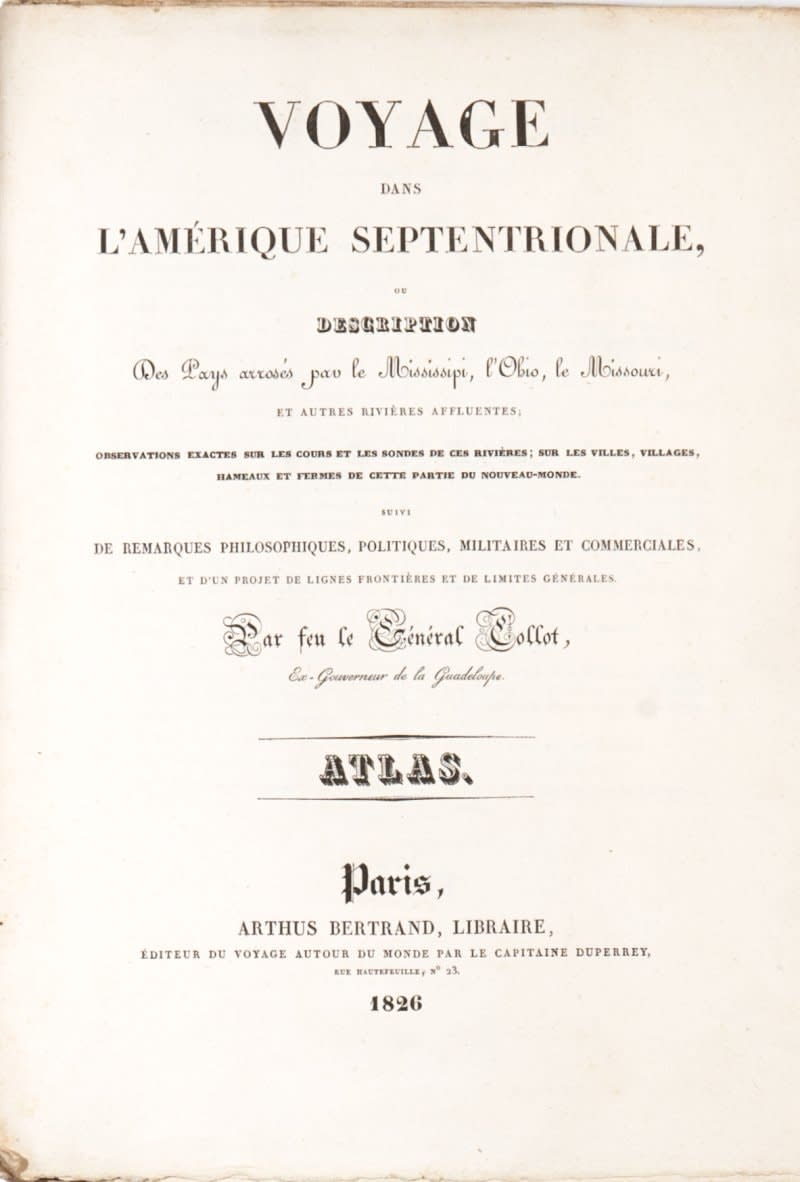 VOYAGE
DANS
L'AMÉRIQUE SEPTENTRIONALE,
OU
DESCRIPTION
Des Pays arrosés par le Mississipi, l'Ohio, le Missouri,
ET AUTRES RIVIÈRES AFFLUENTES;
OBSERVATIONS EXACTES SUR LES COURS ET LES SONDES DE CES RIVIÈRES; SUR LES VILLES, VILLAGES,
HAMEAUX ET FERMES DE CETTE PARTIE DU NOUVEAU-MONDE.
SUIVI
DE REMARQUES PHILOSOPHIQUES, POLITIQUES, MILITAIRES ET COMMERCIALES,
ET D'UN PROJET DE LIGNES FRONTIÈRES ET DE LIMITES GÉNÉRALES.
Par feu le Général Collot,
Ex-Gouverneur de la Guadeloupe.
ATLAS.
Paris,
ARTHUS BERTRAND, LIBRAIRE,
ÉDITEUR DU VOYAGE AUTOUR DU MONDE PAR LE CAPITAINE DUPERREY,
RUE HAUTEFEUILLE, Nº 23.
1826